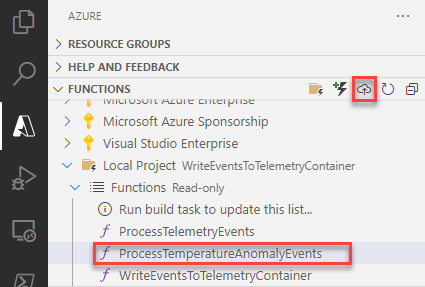 AZURE
RESOURCE GROUPS
HELP AND FEEDBACK
FUNCTIONS
Microsoft Azure Enterprise
Microsoft Azure Sponsorship
Visual Studio Enterprise
Local Project WriteEventsToTelemetryContainer
Functions Read-only
Run build task to update this list...
ProcessTelemetryEvents
ProcessTemperatureAnomalyEvents
WriteEventsToTelemetryContainer